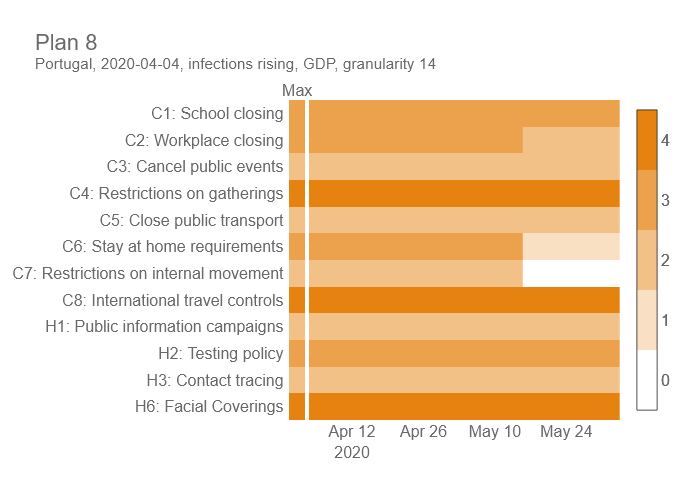 Plan 8
Portugal, 2020-04-04, infections rising, GDP, granularity 14
Max
C1: School closing
C2: Workplace closing
C3: Cancel public events
C4: Restrictions on gatherings
C5: Close public transport
C6: Stay at home requirements
C7: Restrictions on internal movement
C8: International travel controls
H1: Public information campaigns
H2: Testing policy
H3: Contact tracing
H6: Facial Coverings
Apr 12 Apr 26 May 10 May 24
2020
4
3
2
1
0